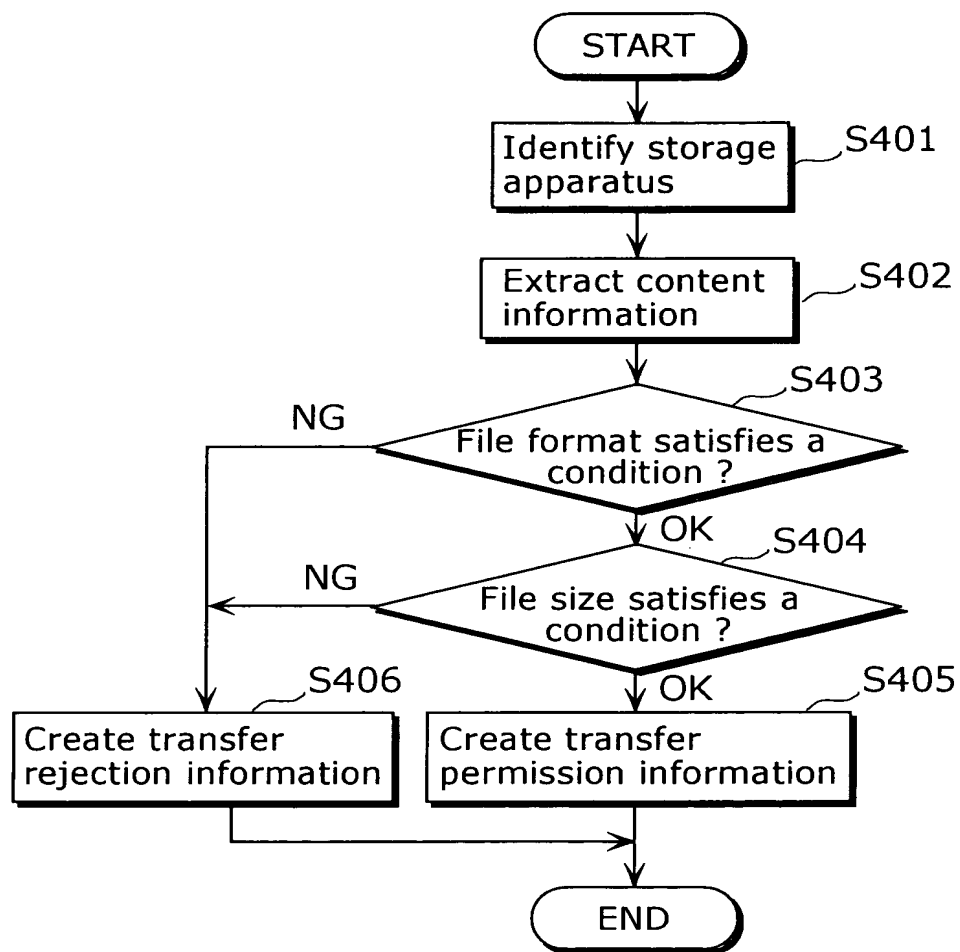 START
Identify storage
apparatus
S401
Extract content
information
S402
S403
NG
File format satisfies a
condition ?
OK
S404
NG
File size satisfies a
condition ?
OK
S406
Create transfer
rejection information
S405
Create transfer
permission information
END